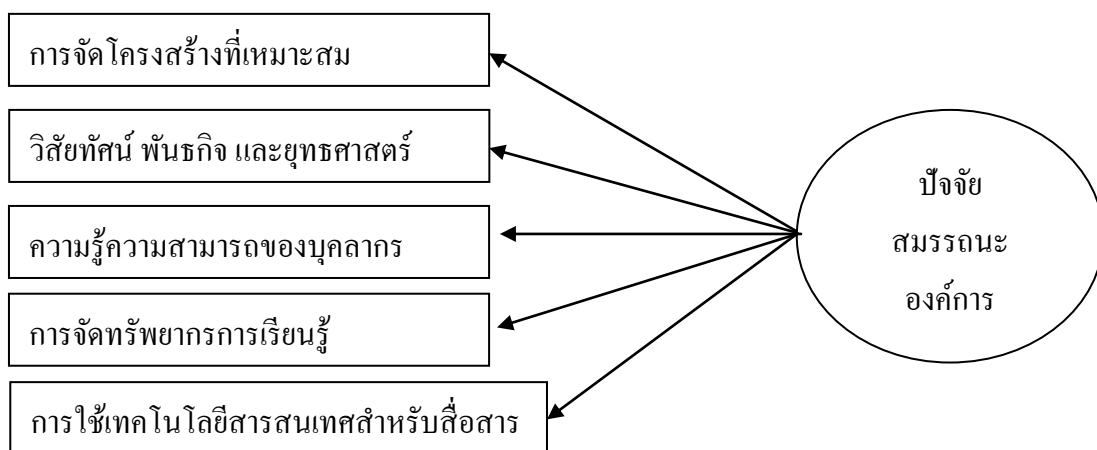 การจัดโครงสร้างที่เหมาะสม
วิสัยทัศน์ พันธกิจ และยุทธศาสตร์
ความรู้ความสามารถของบุคลากร
การจัดทรัพยากรการเรียนรู้
การใช้เทคโนโลยีสารสนเทศสำหรับสื่อสาร
ปัจจัย
สมรรถนะ
องค์การ